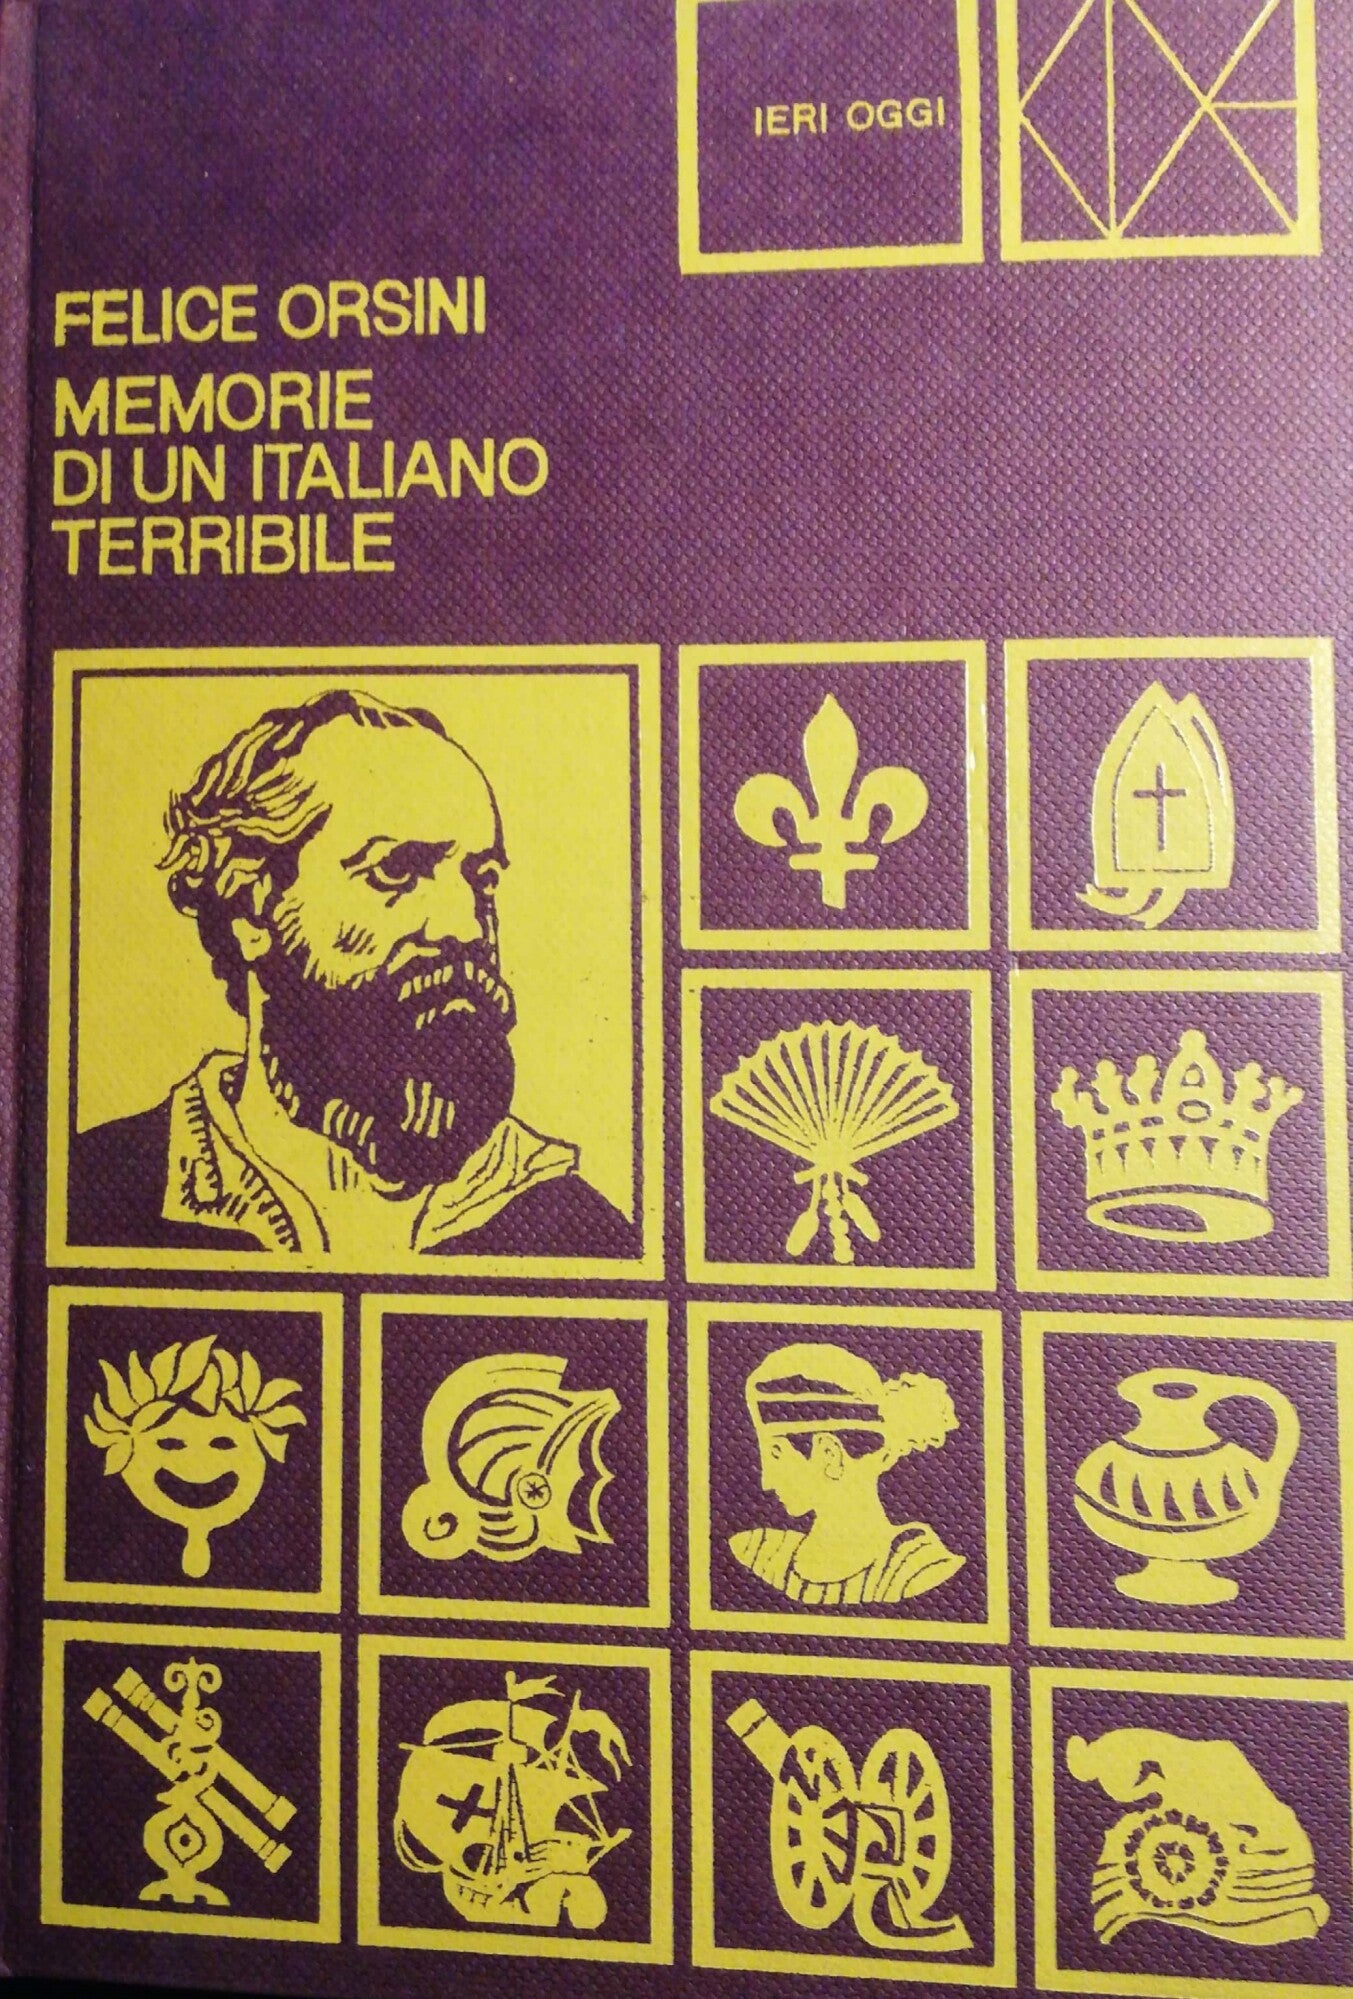 IERI OGGI
FELICE ORSINI
MEMORIE
DI UN ITALIANO
TERRIBILE